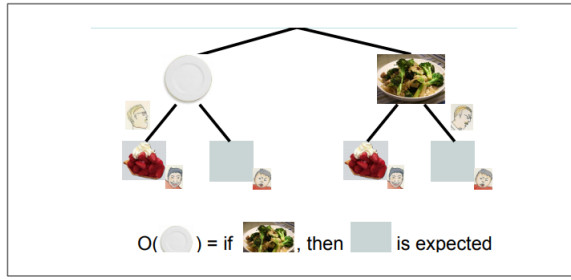 O( ) = if , then is expected